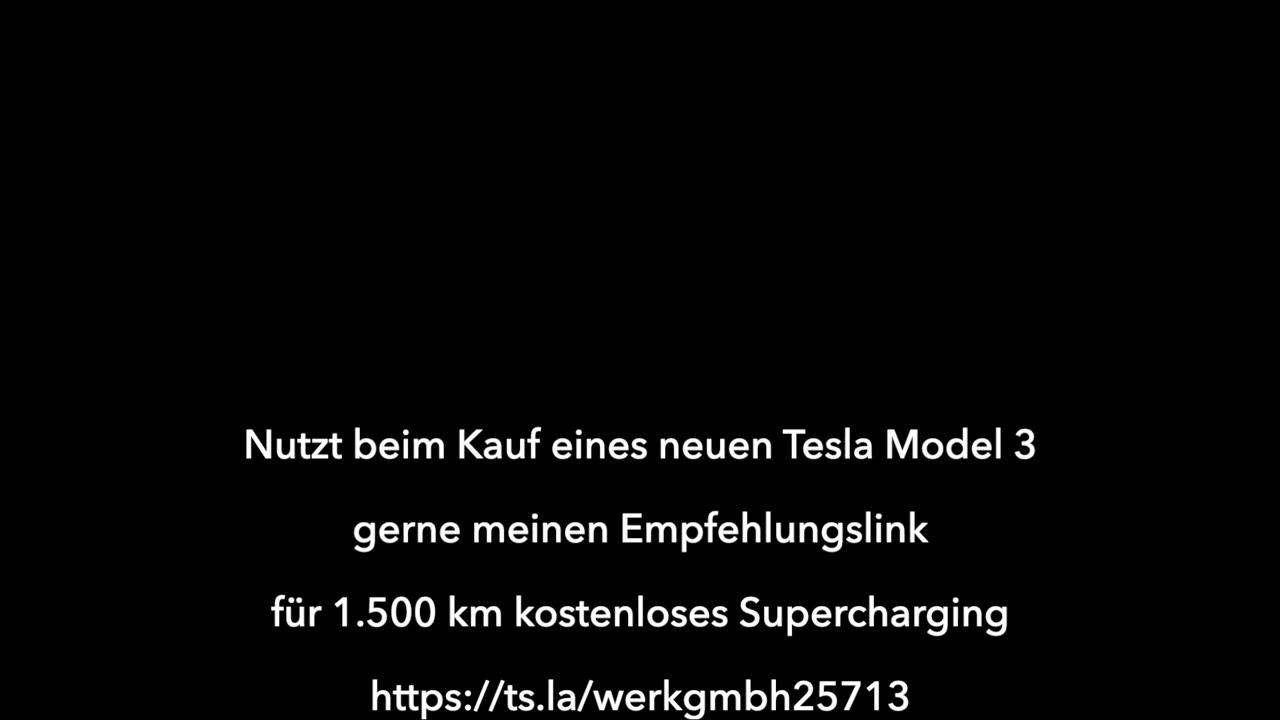 Nutzt beim Kauf eines neuen Tesla Model 3
gerne meinen Empfehlungslink
für 1.500 km kostenloses Supercharging
https://ts.la/werkgmbh25713